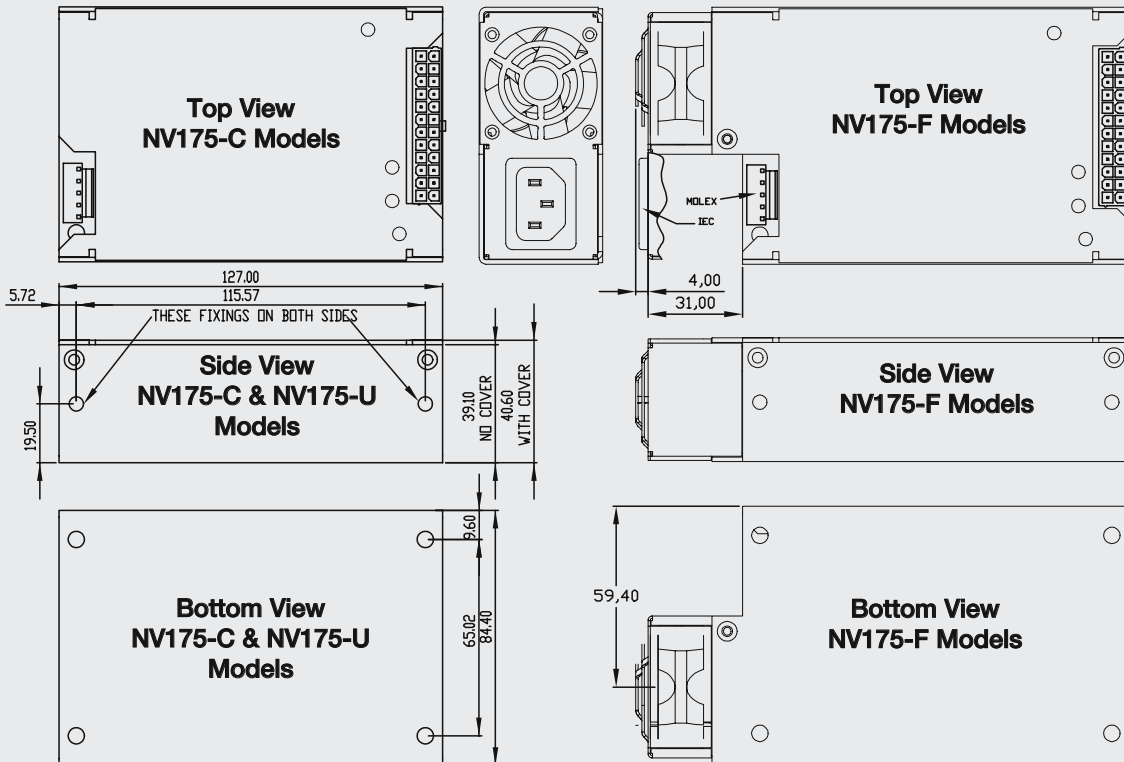 Top View
NV175-C Models
Top View
NV175-F Models
MOLEX
IEC
127.00
5.72
115.57
THESE FIXINGS ON BOTH SIDES
4,00
31,00
Side View
NV175-C & NV175-U
Models
19.50
39.10
NO COVER
40.60
WITH COVER
Side View
NV175-F Models
9.60
65.02
84.40
Bottom View
NV175-C & NV175-U
Models
59,40
Bottom View
NV175-F Models